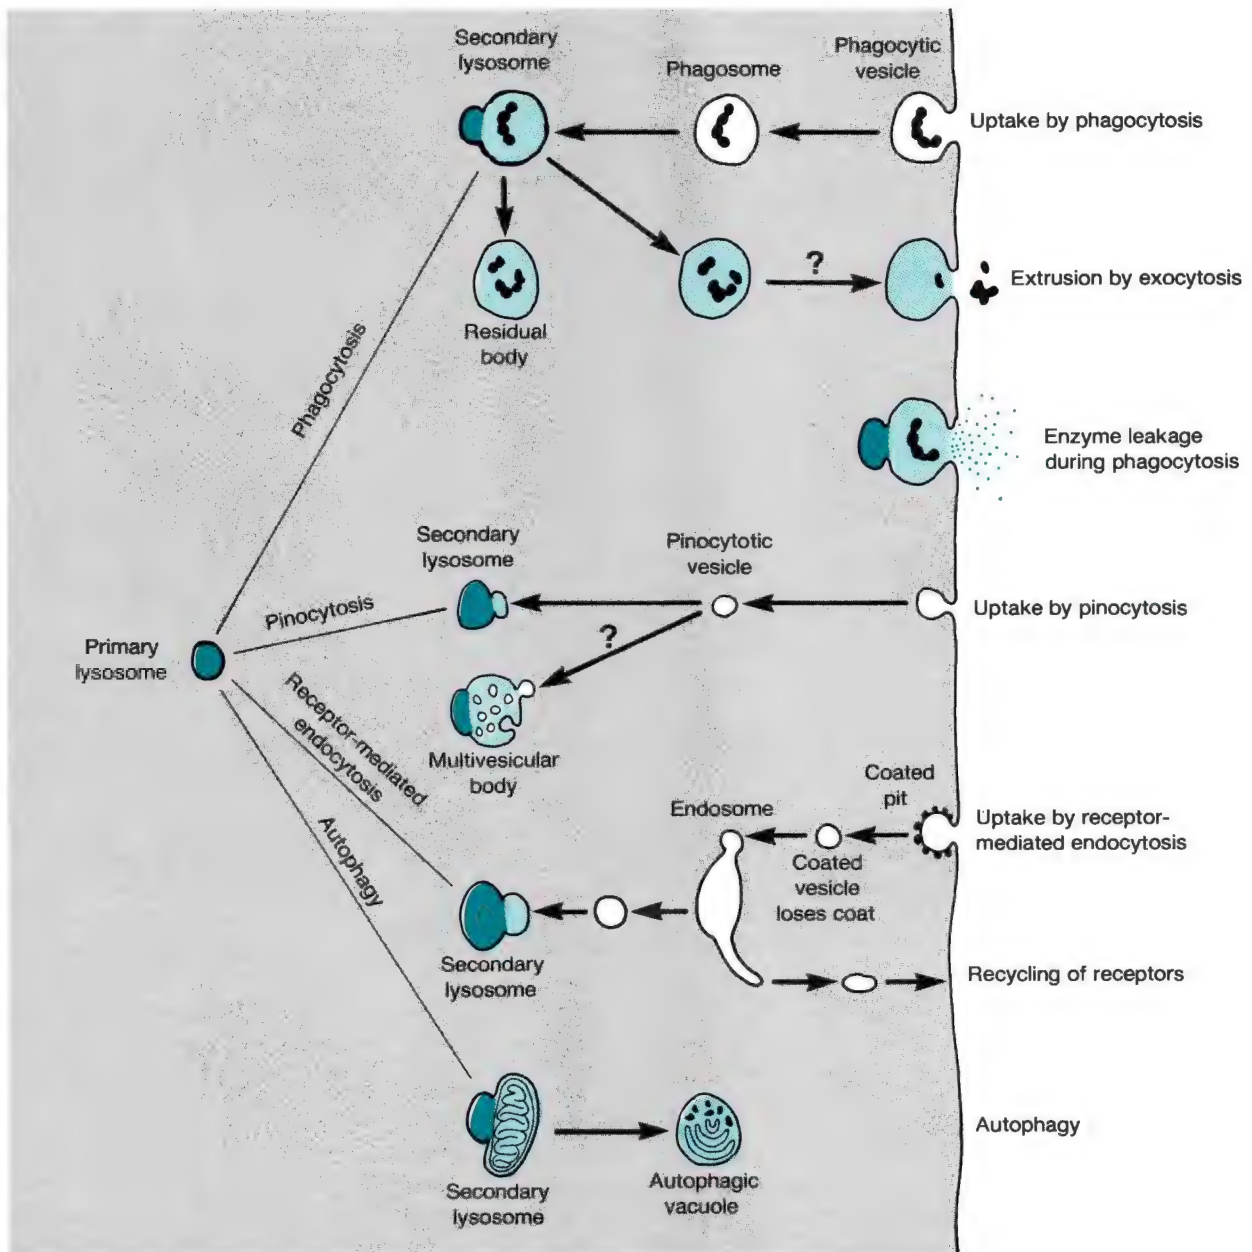 Secondary
lysosome
Phagosome
Phagocytic
vesicle
Uptake by phagocytosis
?
Extrusion by exocytosis
Residual
body
Phagocytosis
Enzyme leakage
during phagocytosis
Secondary
lysosome
Pinocytotic
vesicle
Uptake by pinocytosis
Pinocytosis
?
Primary
lysosome
Multivesicular
body
Receptor-mediated
endocytosis
Coated
pit
Endosome
Uptake by receptor-
mediated endocytosis
Coated
vesicle
loses coat
Autophagy
Secondary
lysosome
Recycling of receptors
Autophagy
Secondary
lysosome
Autophagic
vacuole